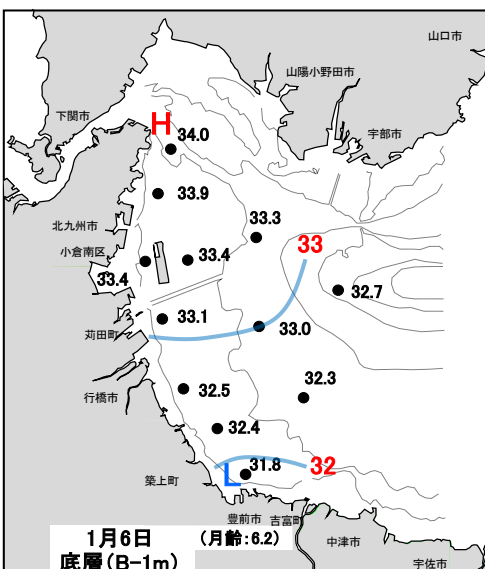 山口市
山陽小野田市
下関市
宇部市
H
34.0
33.9
北九州市
33.3
小倉南区
33
33.4
33.4
32.7
33.1
33.0
苅田町
32.5
32.3
行橋市
32.4
31.8
32
L
築上町
豊前市
吉富町
1月6日 (月齢:6.2)
中津市
底層(B-1m)
宇佐市